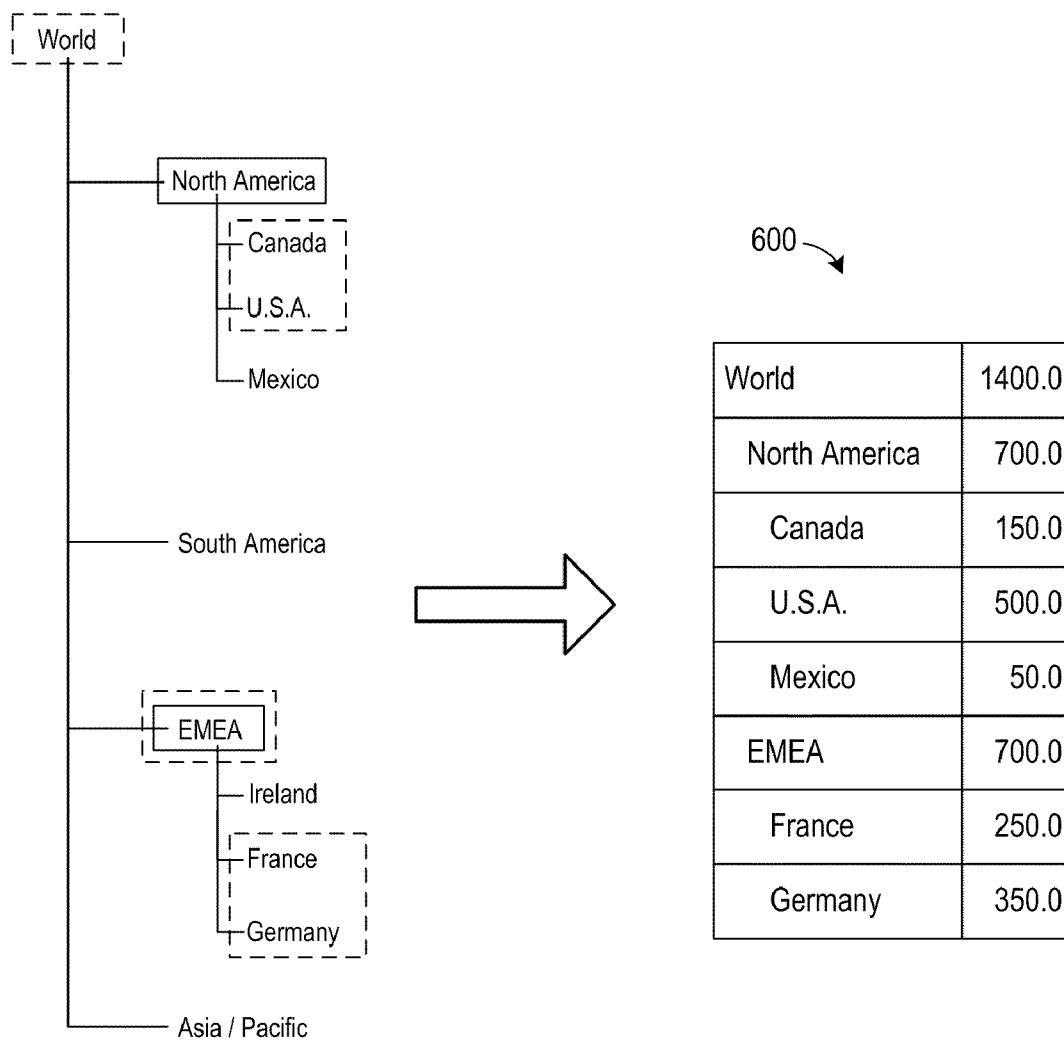 World
North America
Canada
U.S.A.
Mexico
South America
EMEA
Ireland
France
Germany
Asia / Pacific
600
World 1400.0
North America 700.0
Canada 150.0
U.S.A. 500.0
Mexico 50.0
EMEA 700.0
France 250.0
Germany 350.0